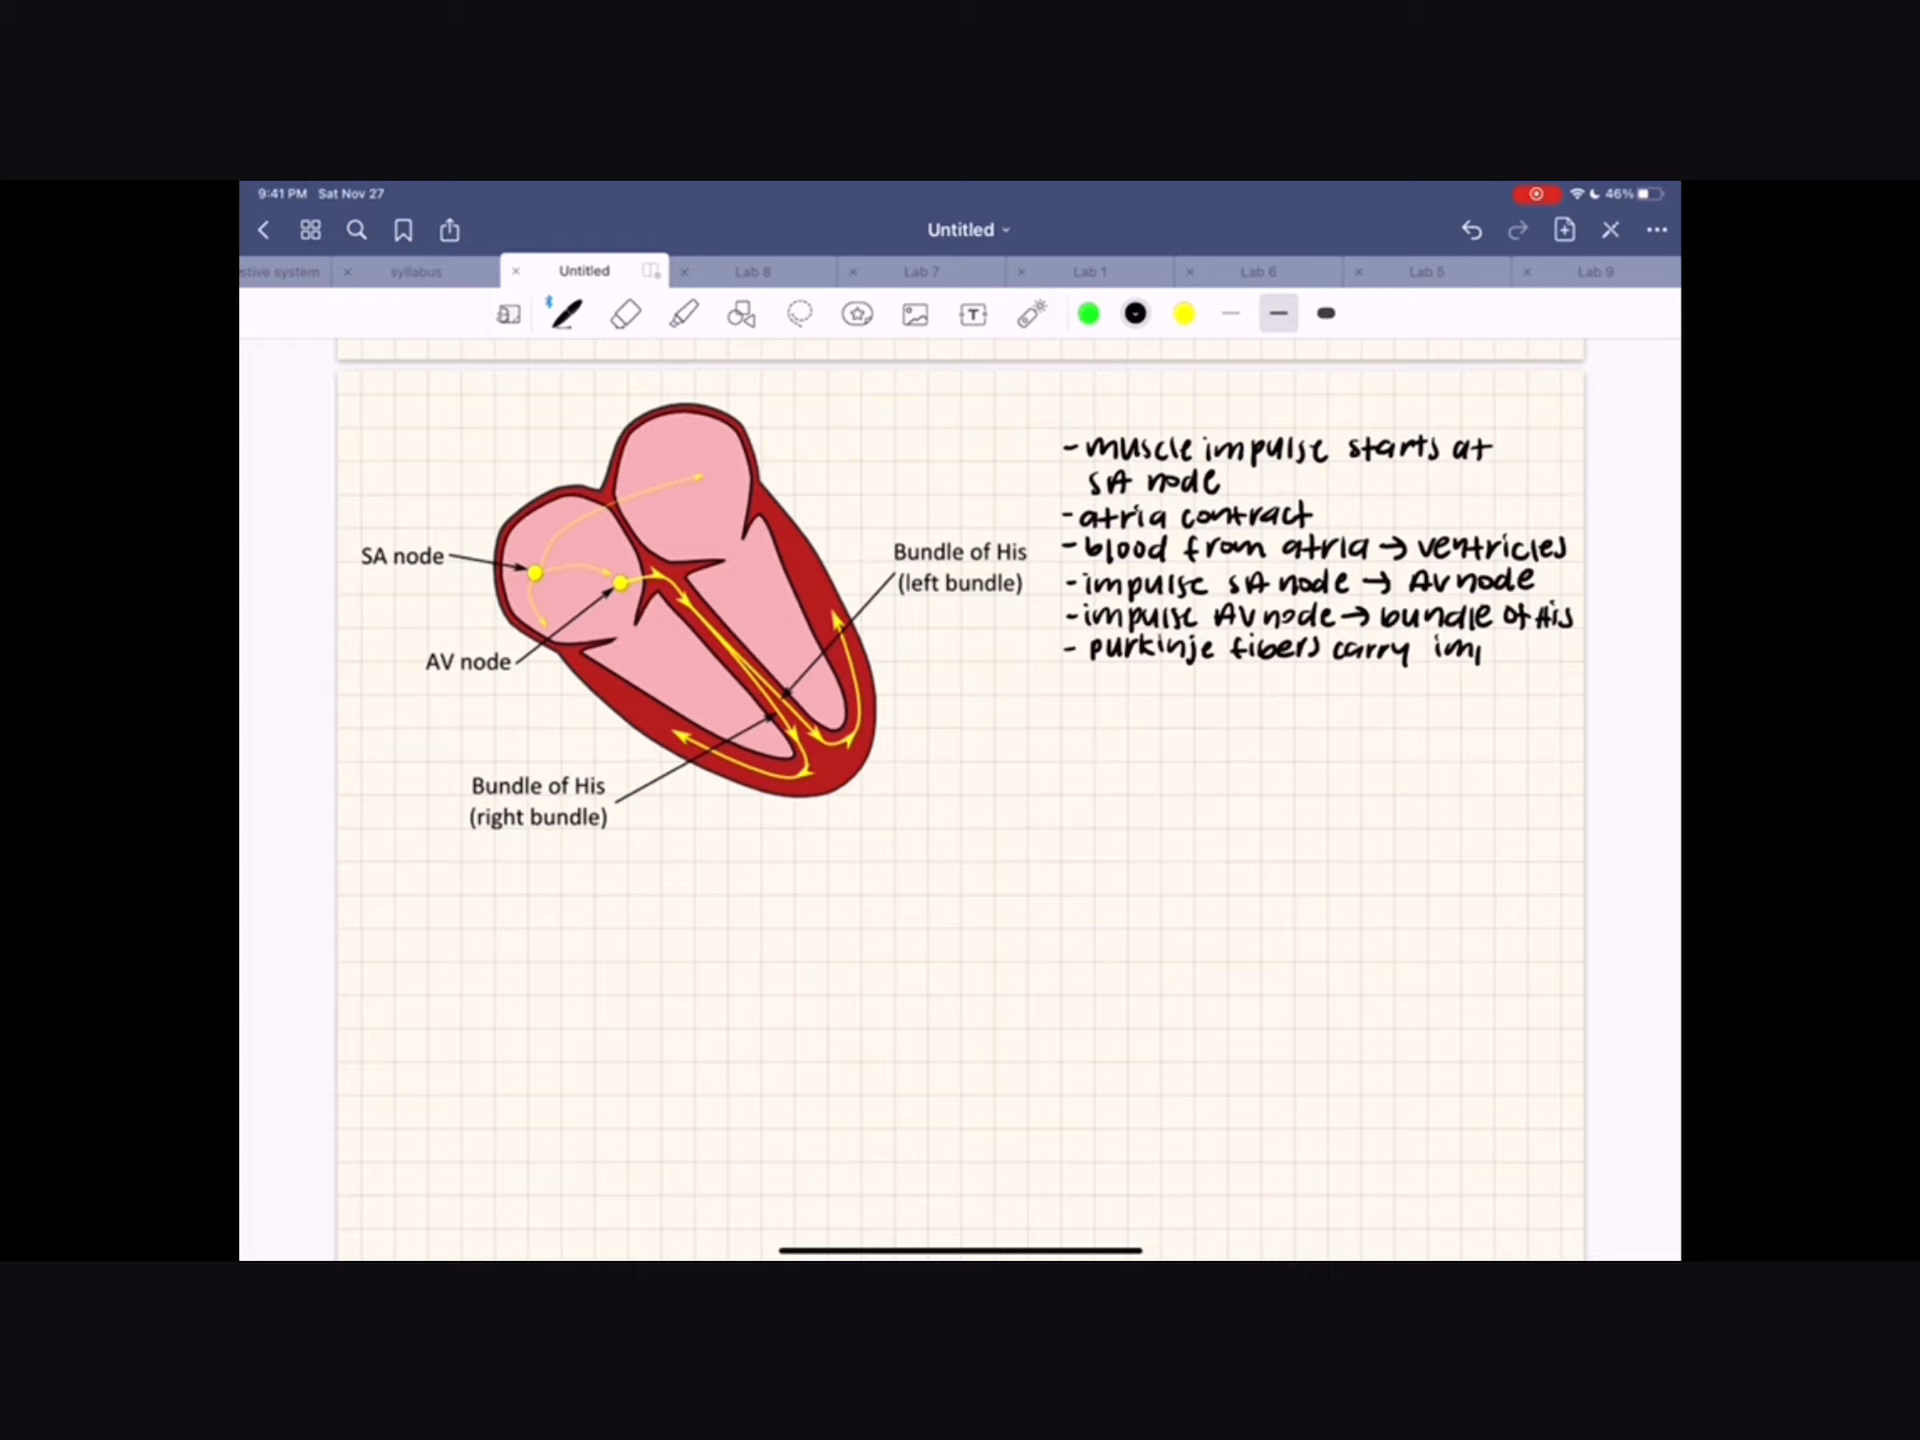 9:41 PM Sat Nov 27
46%
Untitled
stive system
syllabus
Untitled
Lab 8
Lab 7
Lab 1
Lab 6
Lab 5
Lab 9
T
SA node
AV node
Bundle of His
(left bundle)
Bundle of His
(right bundle)
- muscle impulse starts at
SA node
- atria contract
- blood from atria → ventricles
- impulse SA node → AV node
- impulse AV node → bundle of His
- purkinje fibers carry im